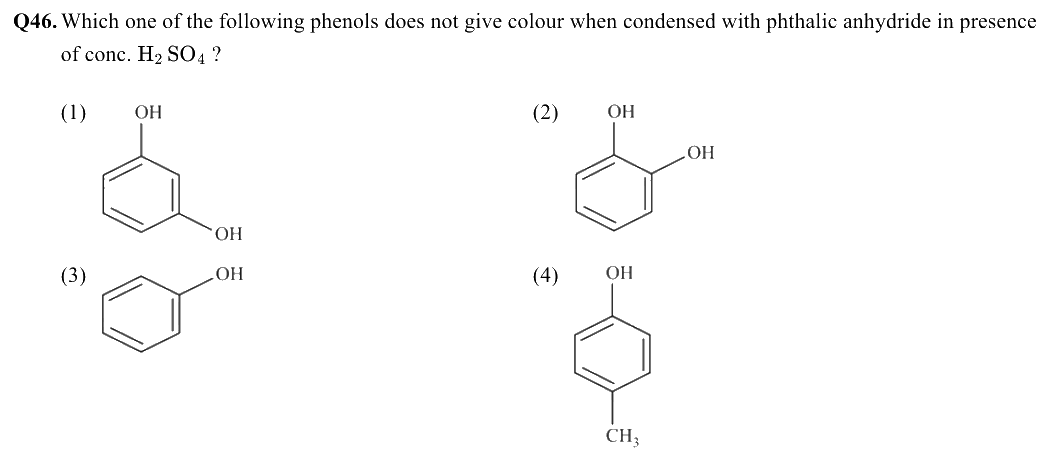 Q46. Which one of the following phenols does not give colour when condensed with phthalic anhydride in presence
of conc. H₂ SO₄ ?
(1) OH (2) OH
OH
OH
(3) OH (4) OH
CH₃